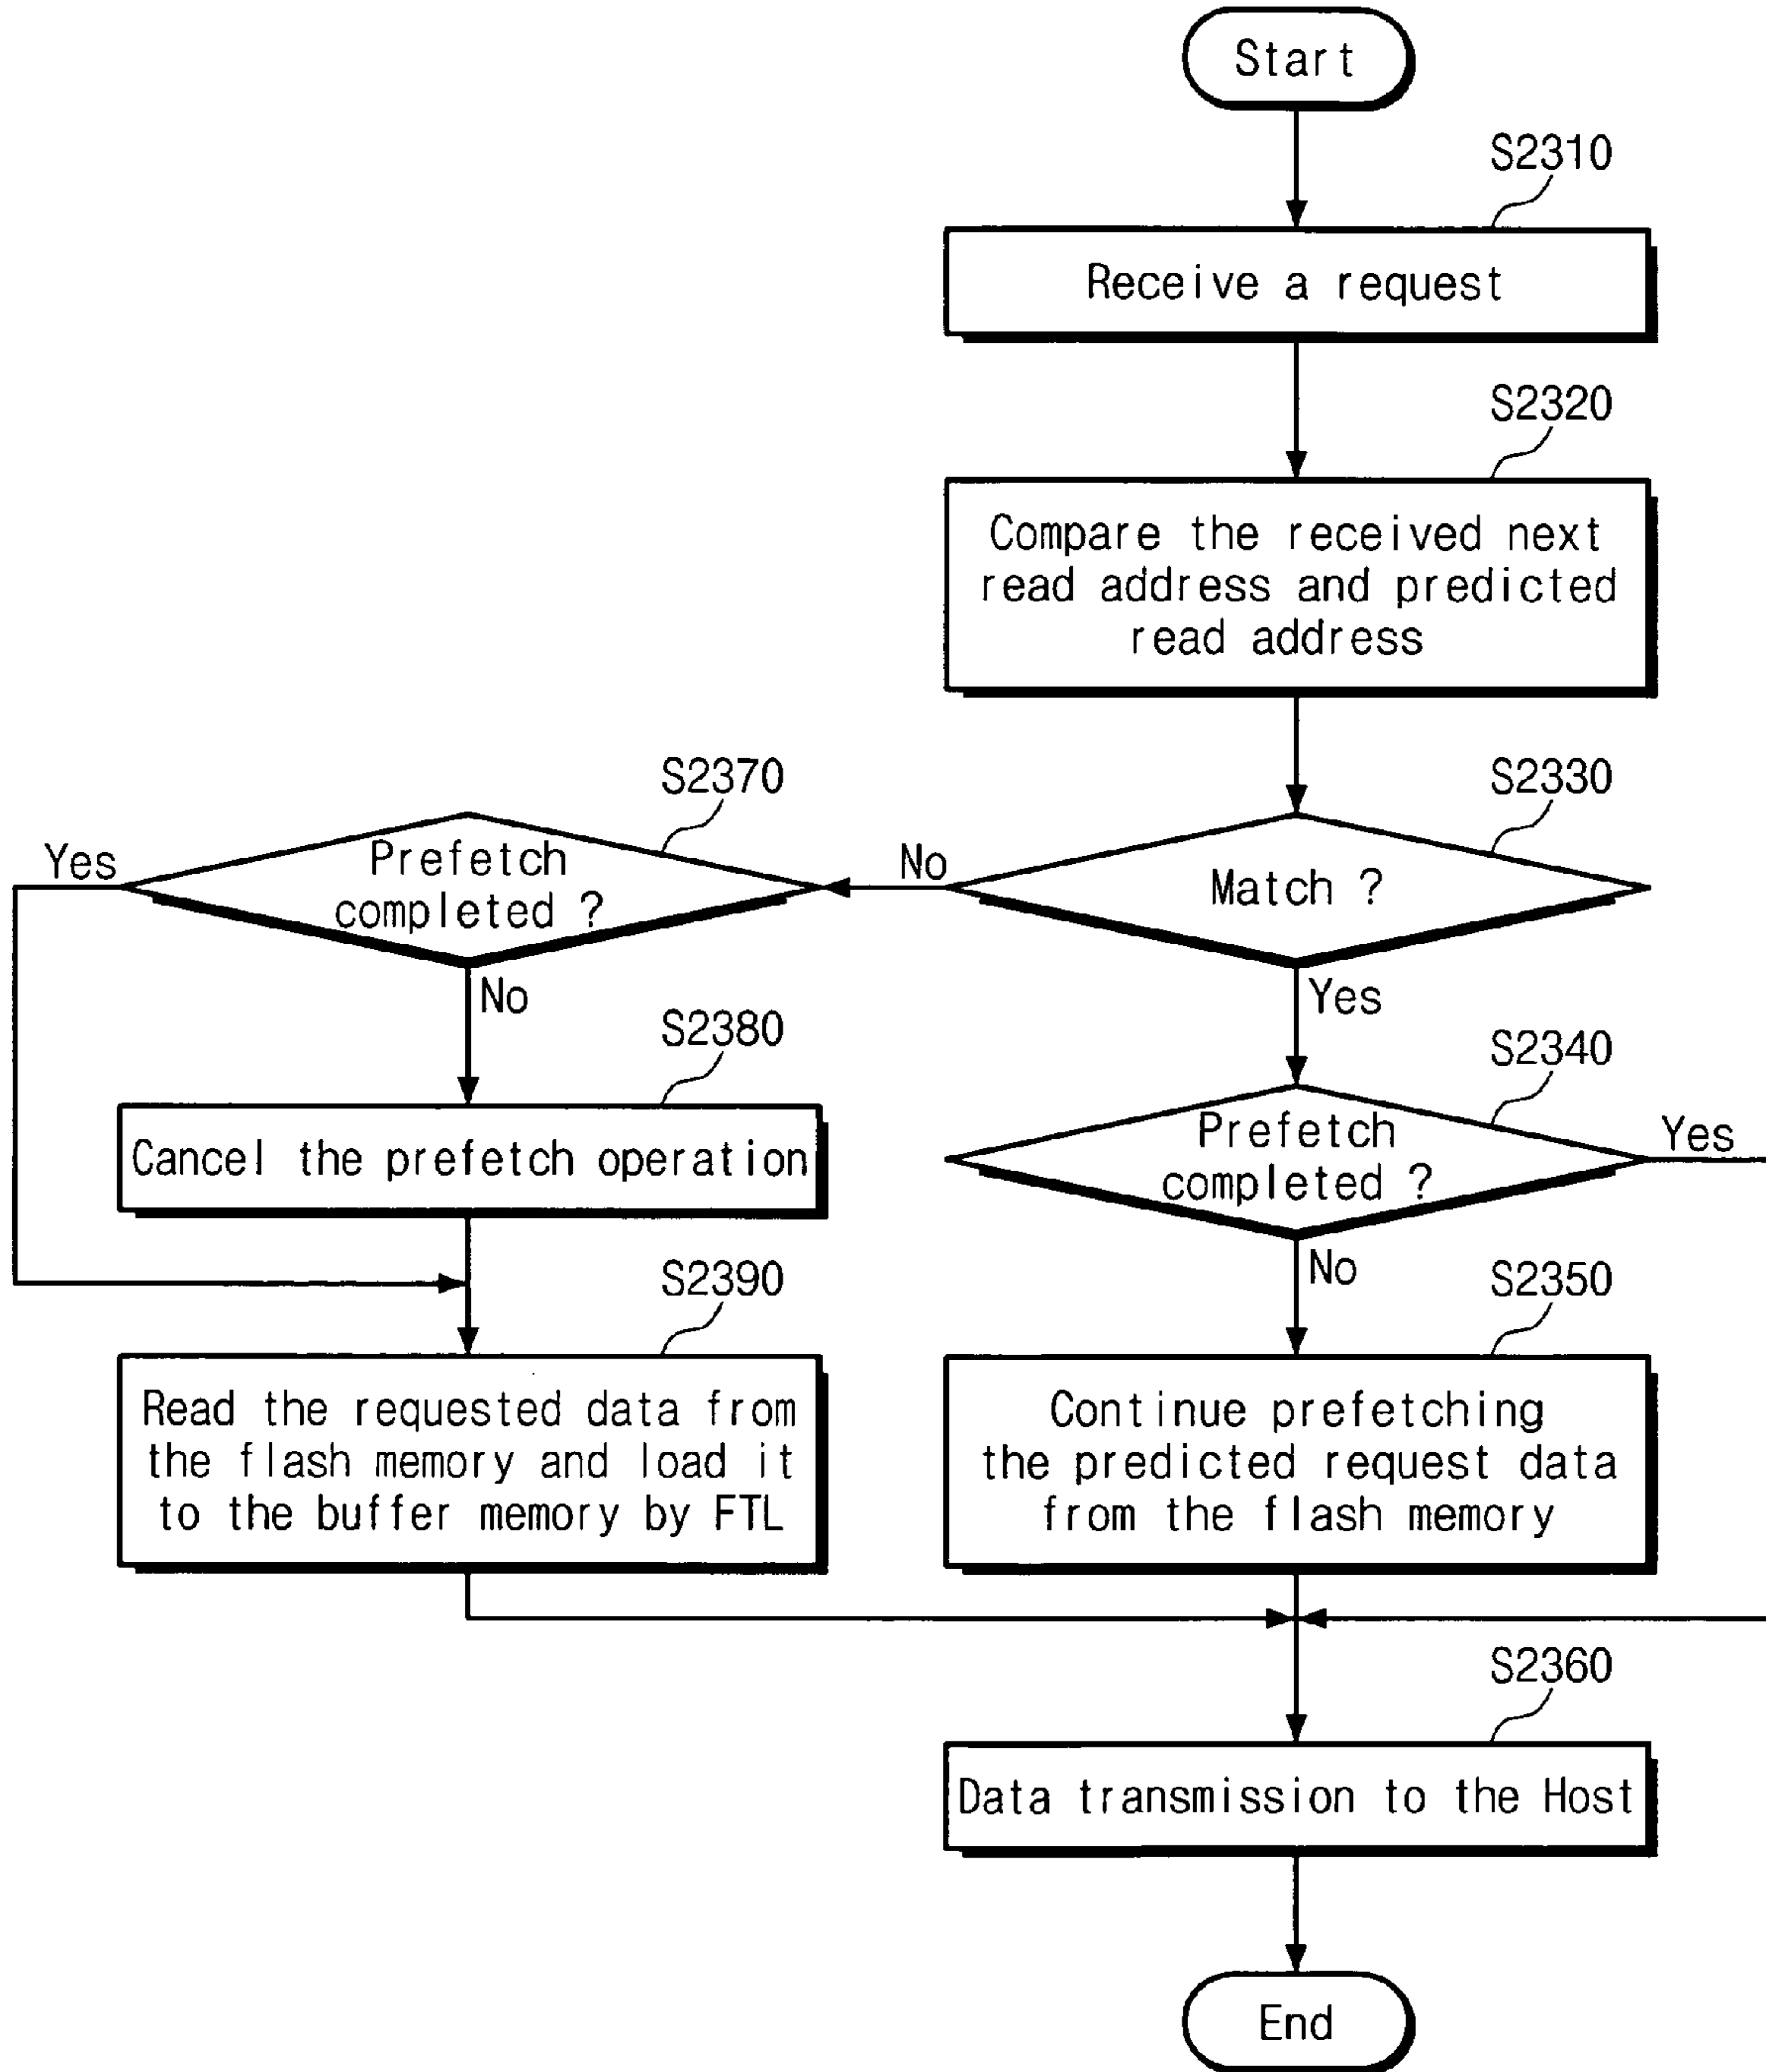 Start
S2310
Receive a request
S2320
Compare the received next
read address and predicted
read address
S2370
S2330
Yes
Prefetch
completed ?
No
Match ?
No
Yes
S2380
S2340
Cancel the prefetch operation
Prefetch
completed ?
Yes
S2390
No
S2350
Read the requested data from
the flash memory and load it
to the buffer memory by FTL
Continue prefetching
the predicted request data
from the flash memory
S2360
Data transmission to the Host
End